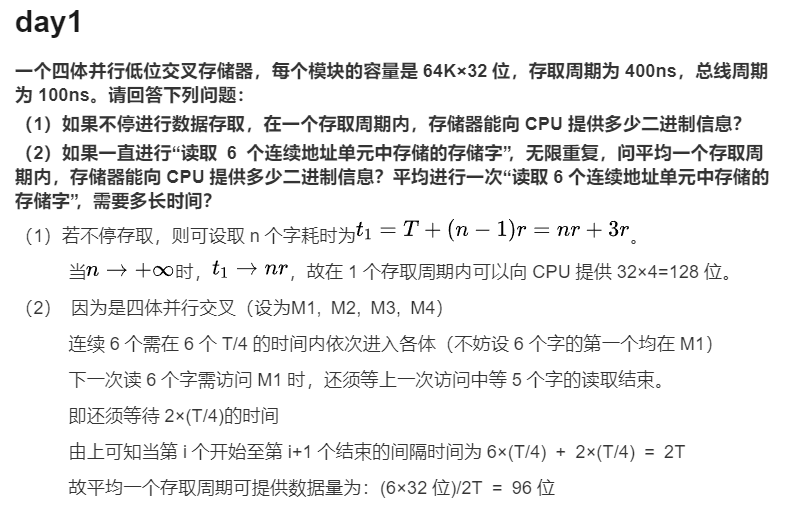 day1
一个四体并行低位交叉存储器，每个模块的容量是 64K×32 位，存取周期为 400ns，总线周期
为 100ns。请回答下列问题：
（1）如果不停进行数据存取，在一个存取周期内，存储器能向 CPU 提供多少二进制信息？
（2）如果一直进行“读取 6 个连续地址单元中存储的存储字”，无限重复，问平均一个存取周
期内，存储器能向 CPU 提供多少二进制信息？平均进行一次“读取 6 个连续地址单元中存储的
存储字”，需要多长时间？
（1）若不停存取，则可设取 n 个字耗时为t₁ = T + (n − 1)r = nr + 3r。
当n → +∞时，t₁ → nr，故在 1 个存取周期内可以向 CPU 提供 32×4=128 位。
（2） 因为是四体并行交叉（设为M1, M2, M3, M4）
连续 6 个需在 6 个 T/4 的时间内依次进入各体（不妨设 6 个字的第一个均在 M1）
下一次读 6 个字需访问 M1 时，还须等上一次访问中等 5 个字的读取结束。
即还须等待 2×(T/4)的时间
由上可知当第 i 个开始至第 i+1 个结束的间隔时间为 6×(T/4) + 2×(T/4) = 2T
故平均一个存取周期可提供数据量为：(6×32 位)/2T = 96 位